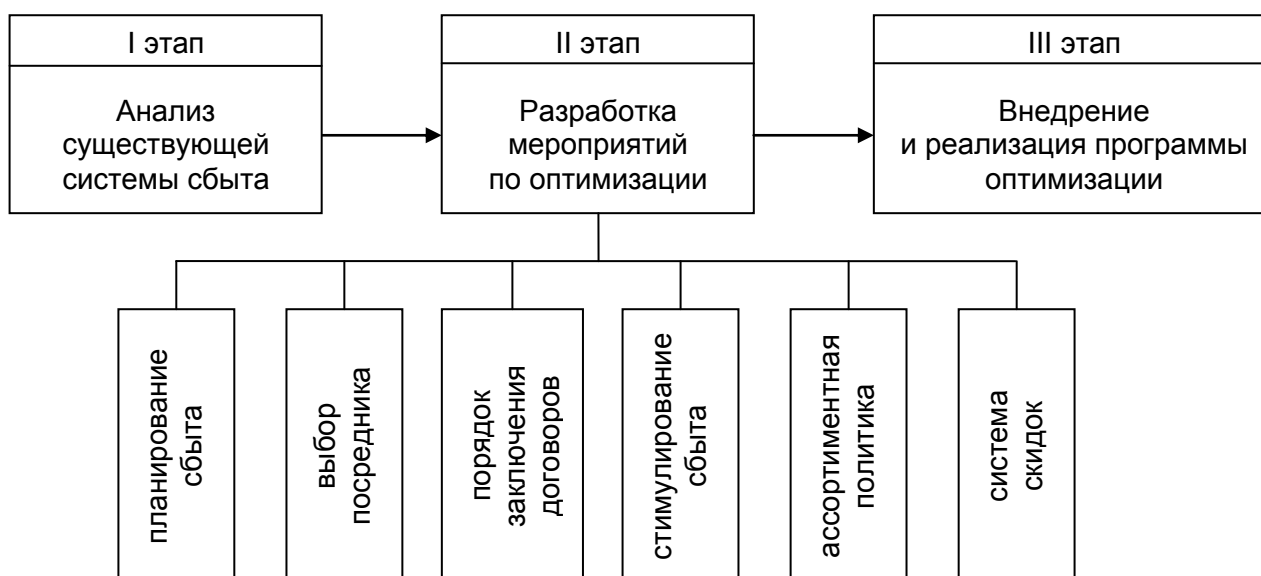 I этап
Анализ
существующей
системы сбыта
II этап
Разработка
мероприятий
по оптимизации
III этап
Внедрение
и реализация программы
оптимизации
планирование
сбыта
выбор
посредника
порядок
заключения
договоров
стимулирование
сбыта
ассортиментная
политика
система
скидок